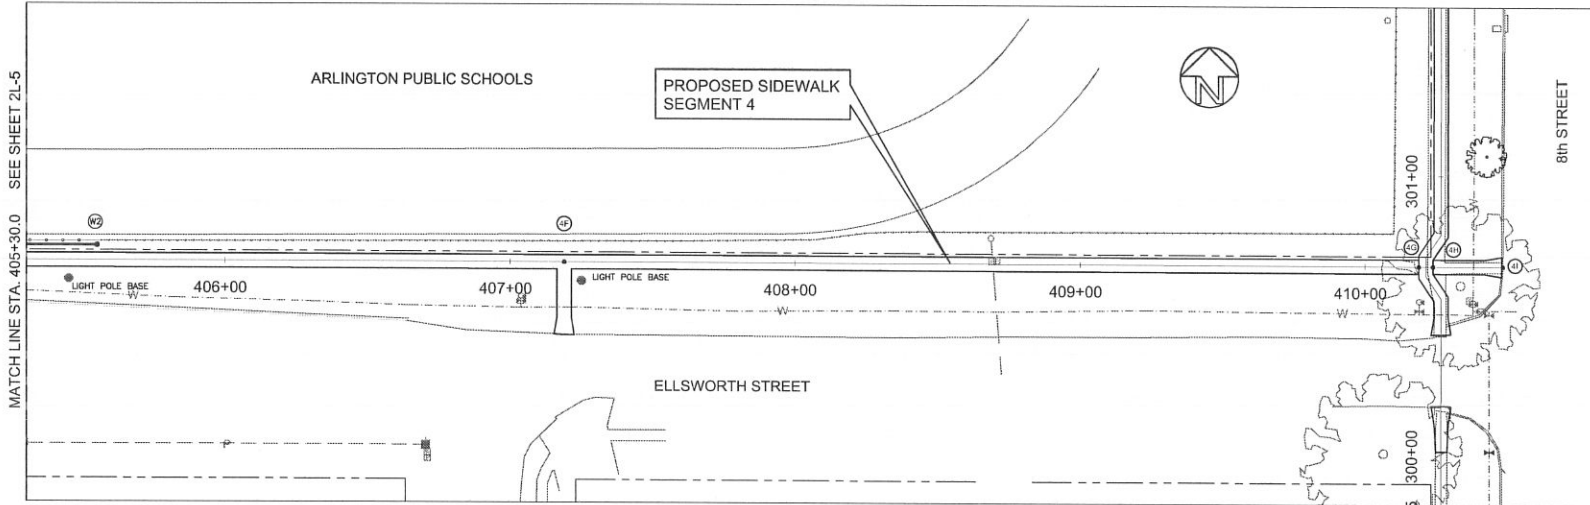 MATCH LINE STA. 405+30.0 SEE SHEET 2L-5
ARLINGTON PUBLIC SCHOOLS
PROPOSED SIDEWALK
SEGMENT 4
N
8th STREET
301+00
W2
4F
4G
4H
4I
LIGHT POLE BASE
LIGHT POLE BASE
406+00
407+00
408+00
409+00
410+00
W
W
W
W
ELLSWORTH STREET
P
300+00